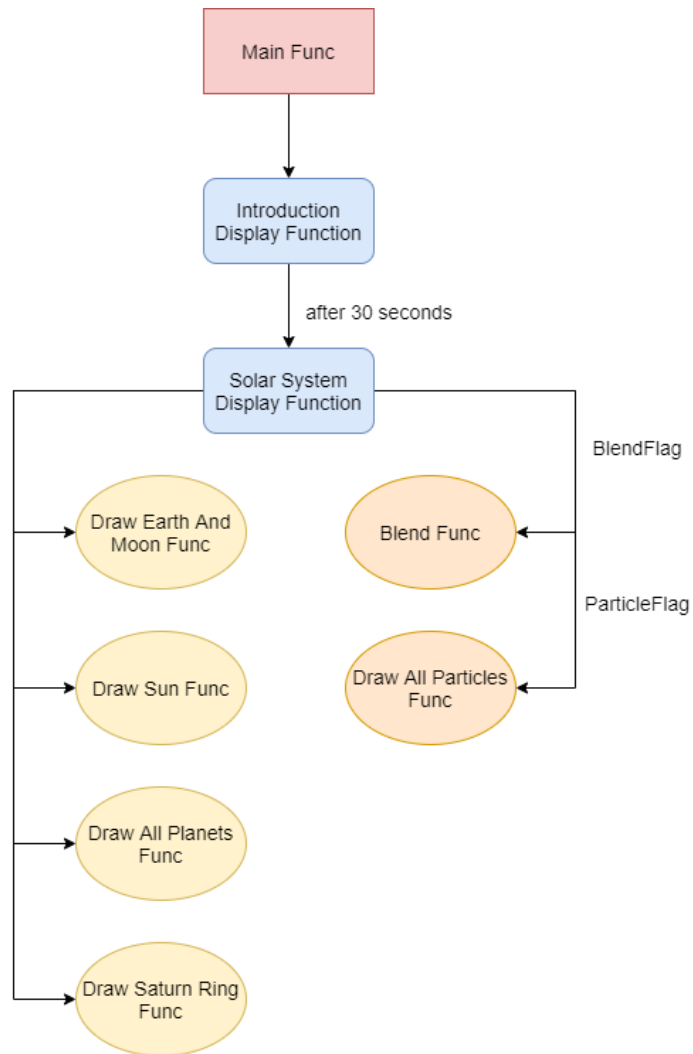 Main Func
Introduction
Display Function
after 30 seconds
Solar System
Display Function
BlendFlag
Draw Earth And
Moon Func
Blend Func
ParticleFlag
Draw Sun Func
Draw All Particles
Func
Draw All Planets
Func
Draw Saturn Ring
Func